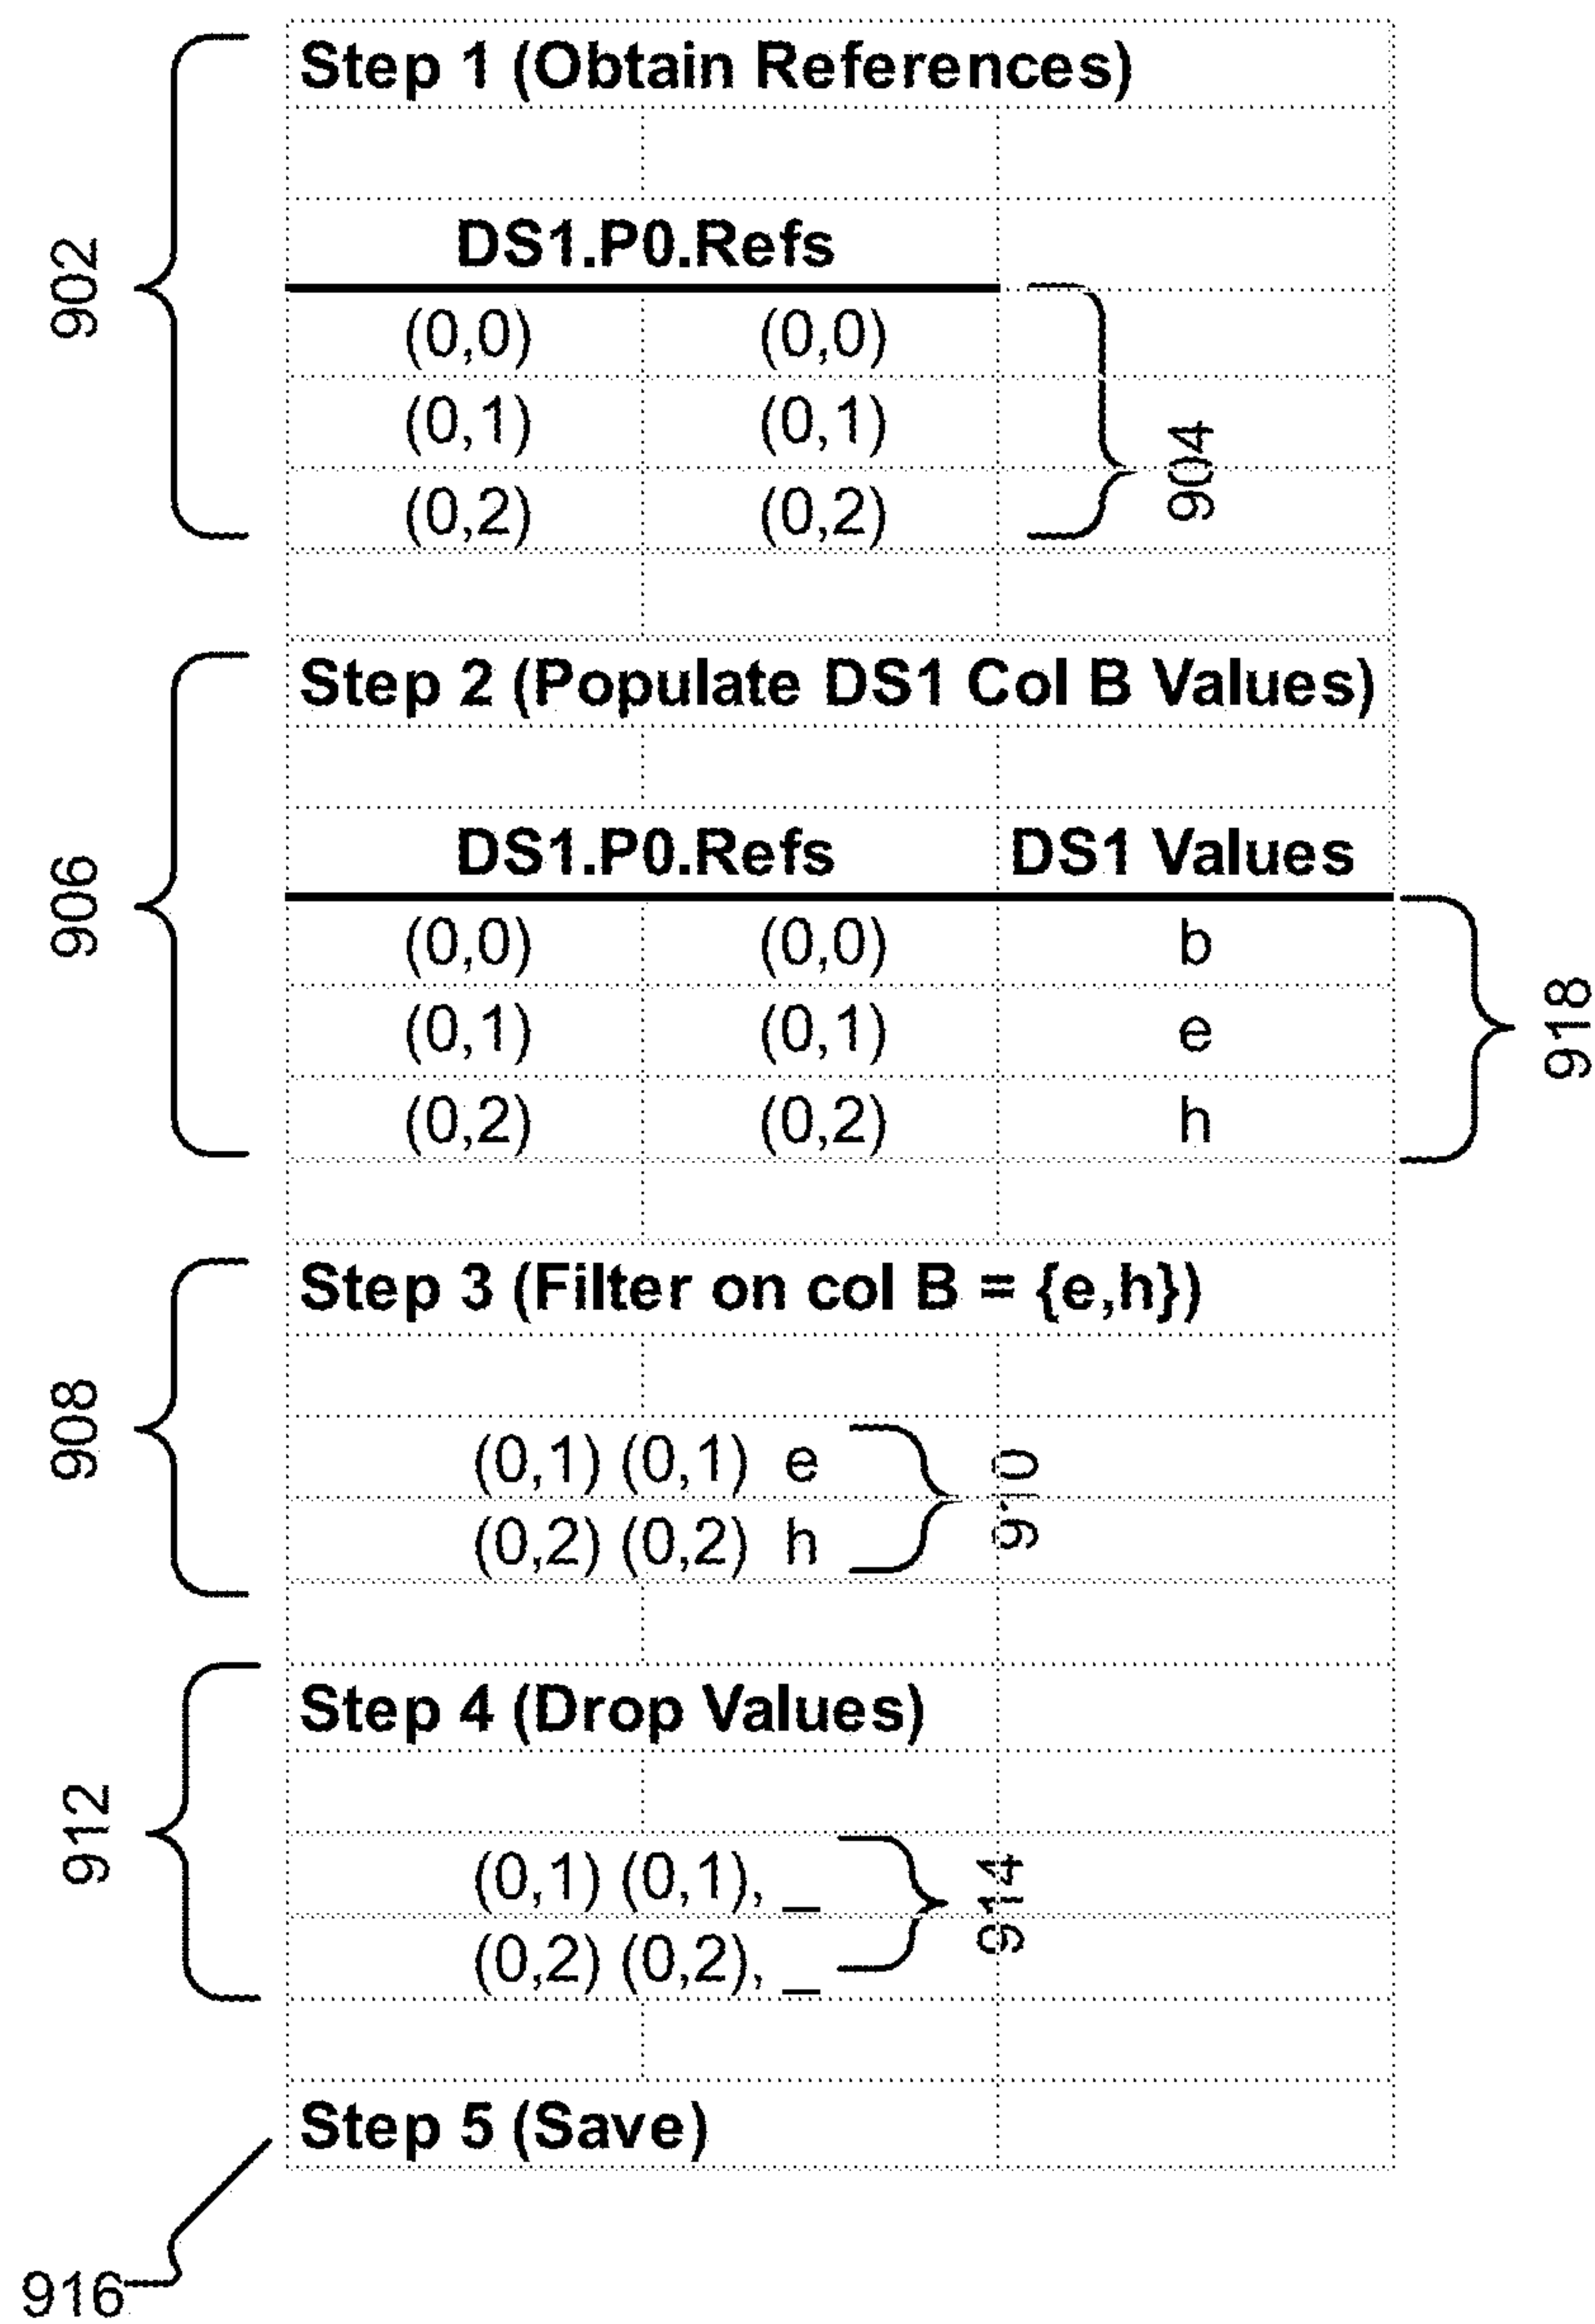 Step 1 (Obtain References)
902
DS1.P0.Refs
(0,0) (0,0)
(0,1) (0,1)
904
(0,2) (0,2)
Step 2 (Populate DS1 Col B Values)
906
DS1.P0.Refs DS1 Values
(0,0) (0,0) b
(0,1) (0,1) e
918
(0,2) (0,2) h
Step 3 (Filter on col B = {e,h})
908
(0,1) (0,1) e
910
(0,2) (0,2) h
Step 4 (Drop Values)
912
(0,1) (0,1), _
914
(0,2) (0,2), _
Step 5 (Save)
916